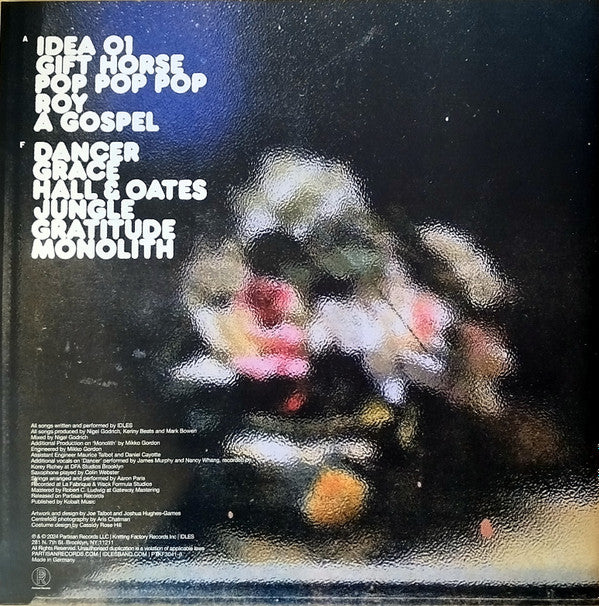 A
IDEA 01
GIFT HORSE
POP POP POP
ROY
A GOSPEL
F
DANCER
GRACE
HALL & OATES
JUNGLE
GRATITUDE
MONOLITH
All songs written and performed by IDLES
All songs produced by Nigel Godrich, Kenny Beats and Mark Bowen
Mixed by Nigel Godrich
Additional Production on 'Monolith' by Mikko Gordon
Engineered by Mikko Gordon
Assistant Engineer Maurice Talbot and Daniel Cayotte
Additional vocals on 'Dancer' performed by James Murphy and Nancy Whang, recorded by
Korey Richey at DFA Studios Brooklyn
Saxophone played by Colin Webster
Strings arranged and performed by Aaron Paris
Recorded at La Fabrique & Wack Formula Studios
Mastered by Robert C. Ludwig at Gateway Mastering
Released on Partisan Records
Published by Kobalt Music
Artwork and design by Joe Talbot and Joshua Hughes-Games
Centrefold photography by Aris Chatman
Costume design by Cassidy Rose Hill
℗ & © 2024 Partisan Records LLC | Knitting Factory Records Inc | IDLES
281 N. 7th St. Brooklyn, NY, 11211
All Rights Reserved. Unauthorised duplication is a violation of applicable laws
PARTISANRECORDS.COM | IDLESBAND.COM |
Made in Germany
R